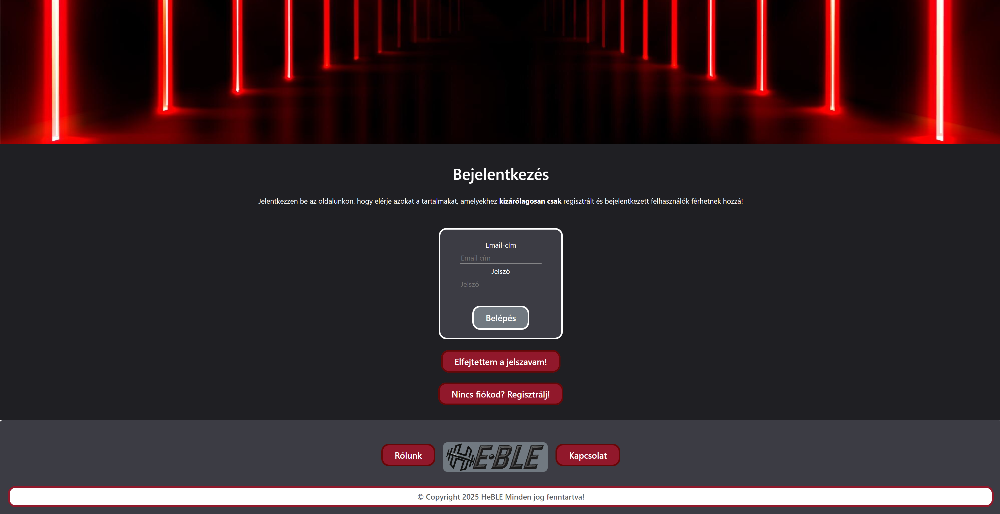 Bejelentkezés
Jelentkezzen be az oldalunkon, hogy elérje azokat a tartalmakat, amelyekhez kizárólagosan csak regisztrált és bejelentkezett felhasználók férhetnek hozzá!
Email-cím
Email cím
Jelszó
Jelszó
Belépés
Elfejtettem a jelszavam!
Nincs fiókod? Regisztrálj!
Rólunk
HE•BLE
Kapcsolat
© Copyright 2025 HeBLE Minden jog fenntartva!